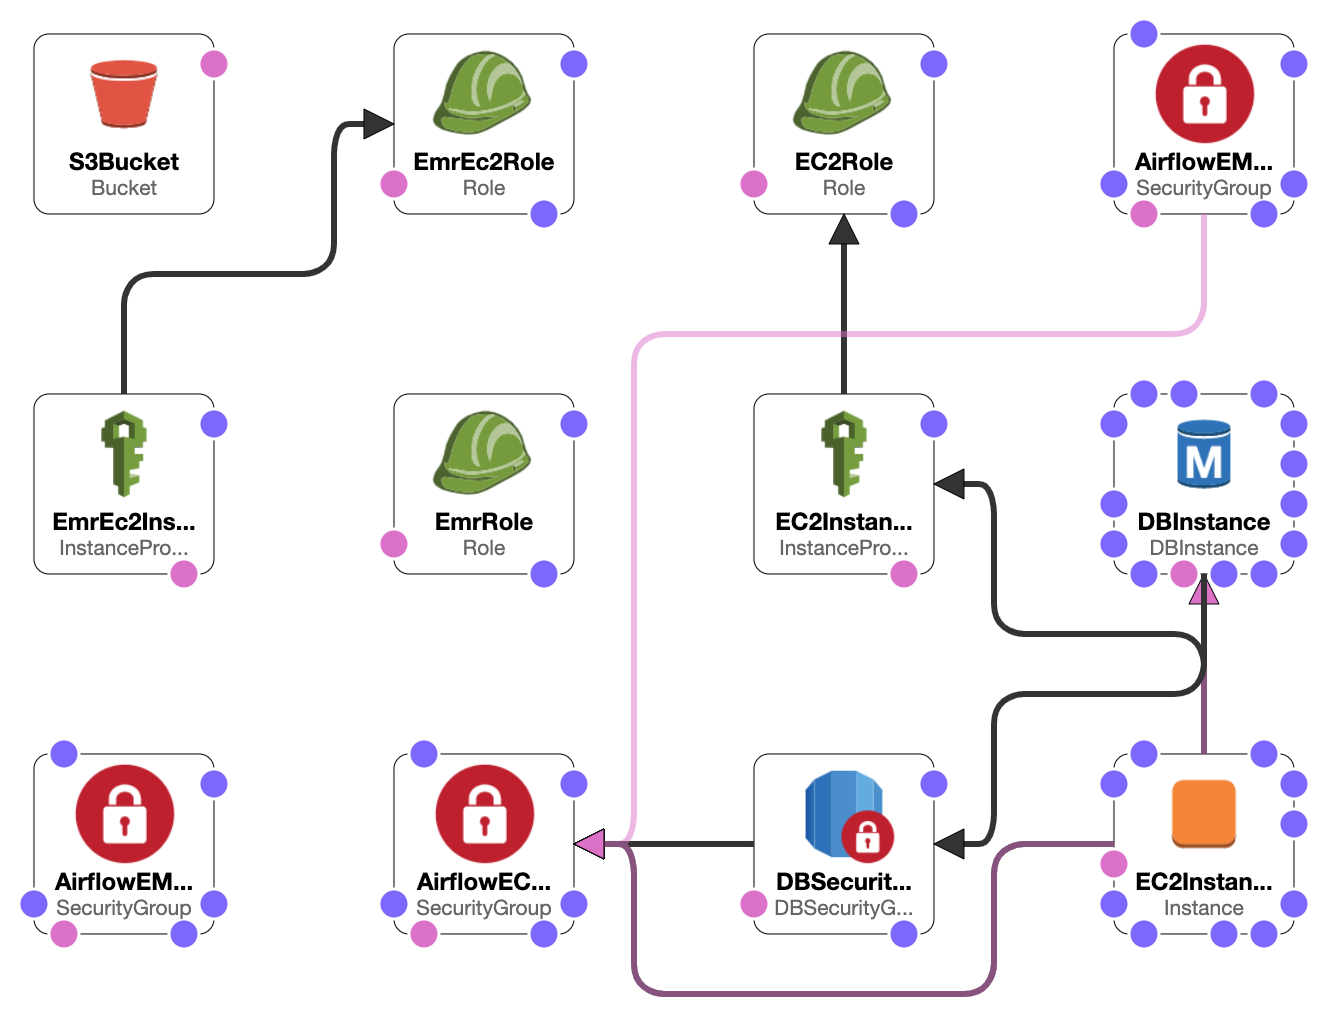 S3Bucket
Bucket
EmrEc2Role
Role
EC2Role
Role
AirflowEM...
SecurityGroup
EmrEc2Ins...
InstancePro...
EmrRole
Role
EC2Instan...
InstancePro...
M
DBInstance
DBInstance
AirflowEM...
SecurityGroup
AirflowEC...
SecurityGroup
DBSecurit...
DBSecurityG...
EC2Instan...
Instance